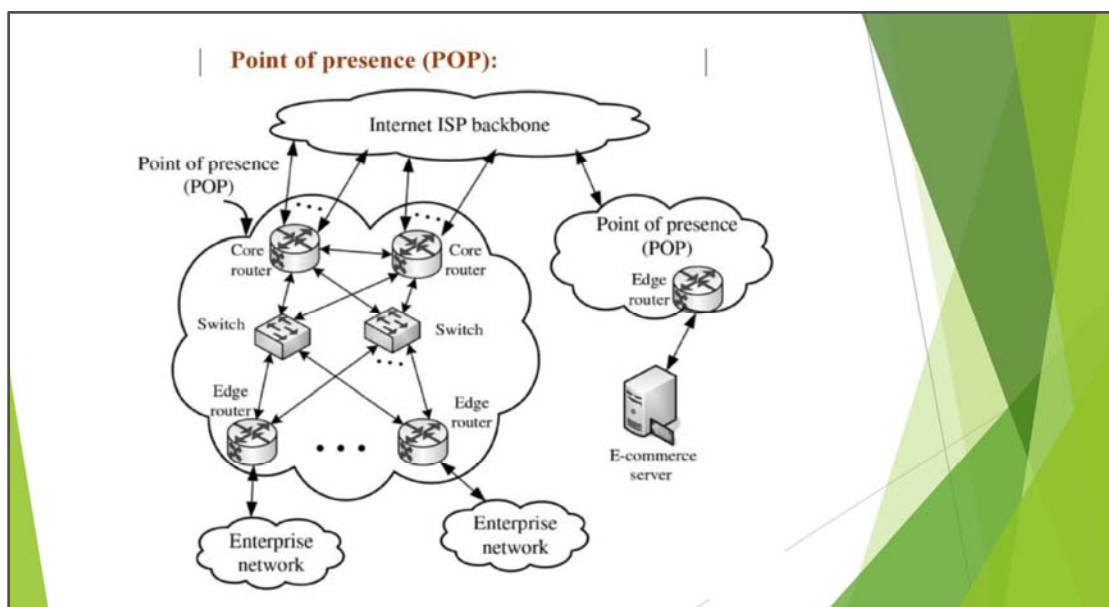 Point of presence (POP):
Internet ISP backbone
Point of presence
(POP)
Core
router
Core
router
Switch
Switch
Edge
router
Edge
router
Enterprise
network
Enterprise
network
Point of presence
(POP)
Edge
router
E-commerce
server